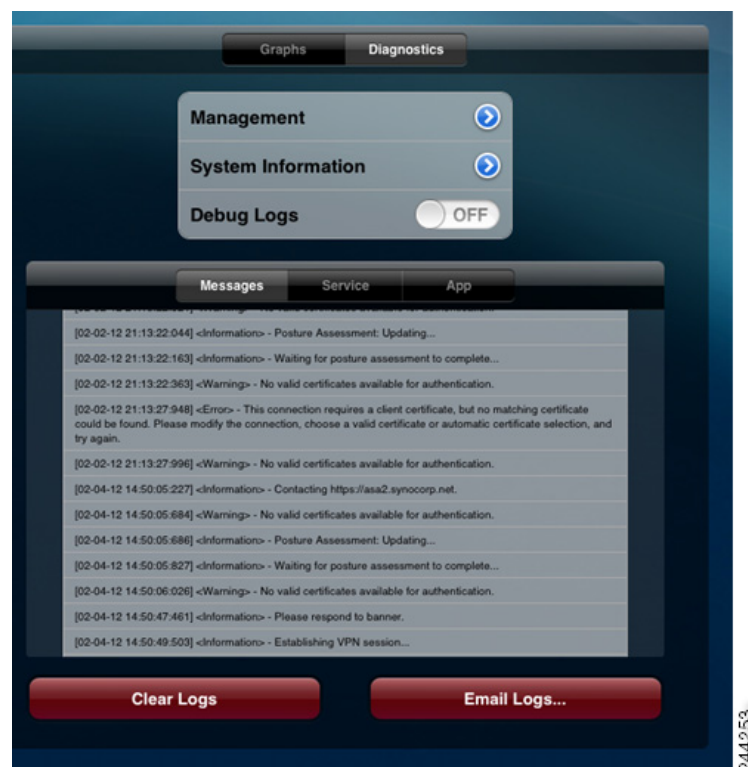 Graphs Diagnostics
Management
System Information
Debug Logs OFF
Messages Service App
No valid certificates available for authentication.
[02-02-12 21:13:22:044] <Information> - Posture Assessment: Updating...
[02-02-12 21:13:22:163] <Information> - Waiting for posture assessment to complete...
[02-02-12 21:13:22:363] <Warning> - No valid certificates available for authentication.
[02-02-12 21:13:27:948] <Error> - This connection requires a client certificate, but no matching certificate
could be found. Please modify the connection, choose a valid certificate or automatic certificate selection, and
try again.
[02-02-12 21:13:27:996] <Warning> - No valid certificates available for authentication.
[02-04-12 14:50:05:227] <Information> - Contacting https://asa2.synocorp.net.
[02-04-12 14:50:05:684] <Warning> - No valid certificates available for authentication.
[02-04-12 14:50:05:686] <Information> - Posture Assessment: Updating...
[02-04-12 14:50:05:827] <Information> - Waiting for posture assessment to complete...
[02-04-12 14:50:06:026] <Warning> - No valid certificates available for authentication.
[02-04-12 14:50:47:461] <Information> - Please respond to banner.
[02-04-12 14:50:49:503] <Information> - Establishing VPN session...
Clear Logs Email Logs...